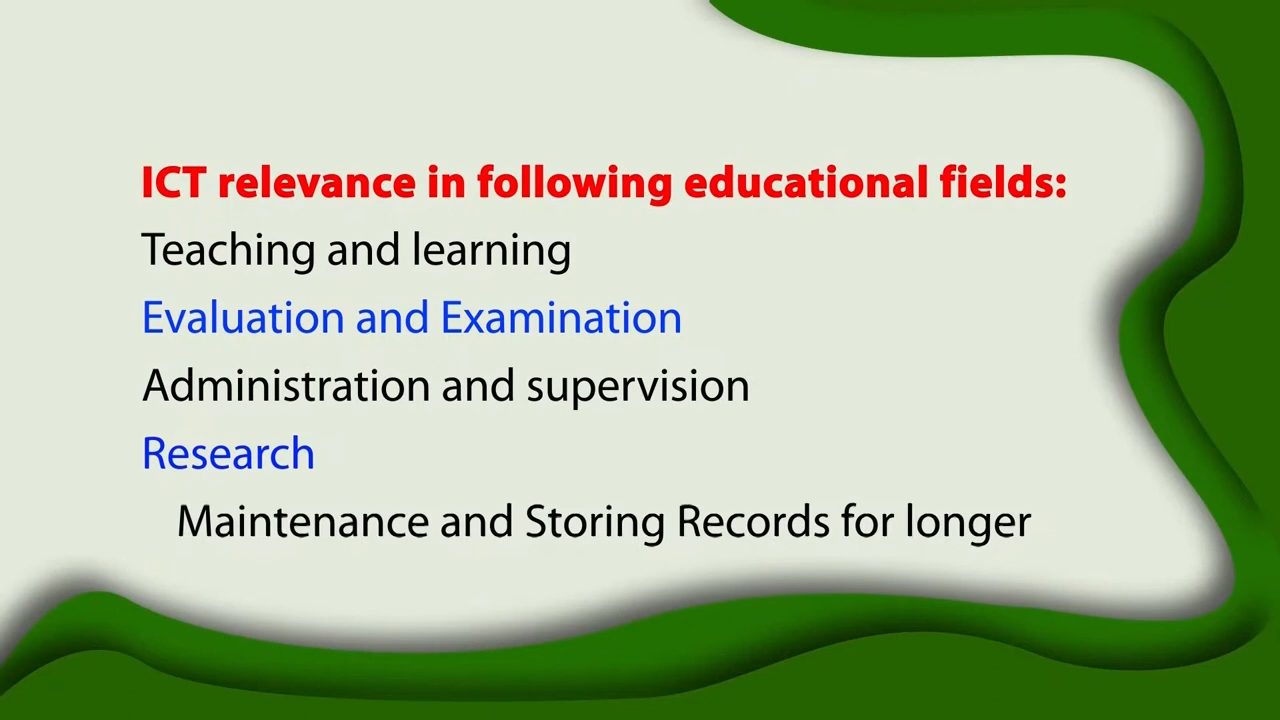 ICT relevance in following educational fields:
Teaching and learning
Evaluation and Examination
Administration and supervision
Research
Maintenance and Storing Records for longer